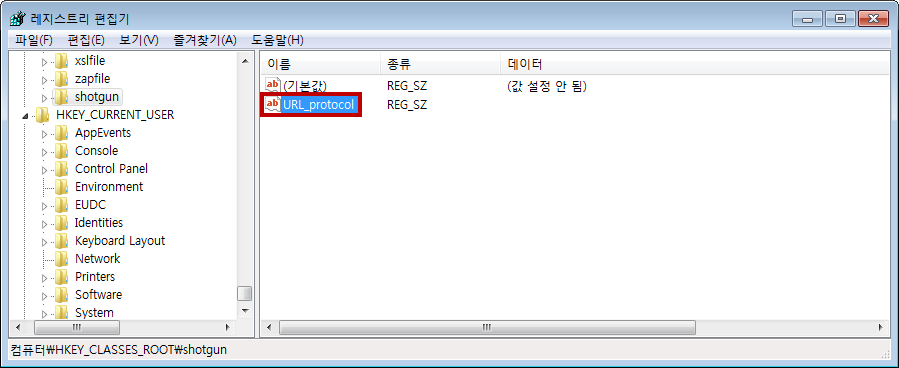 레지스트리 편집기
파일(F) 편집(E) 보기(V) 즐겨찾기(A) 도움말(H)
xslfile
zapfile
shotgun
HKEY_CURRENT_USER
AppEvents
Console
Control Panel
Environment
EUDC
Identities
Keyboard Layout
Network
Printers
Software
System
이름 종류 데이터
(기본값) REG_SZ (값 설정 안 됨)
URL_protocol REG_SZ
컴퓨터₩HKEY_CLASSES_ROOT₩shotgun